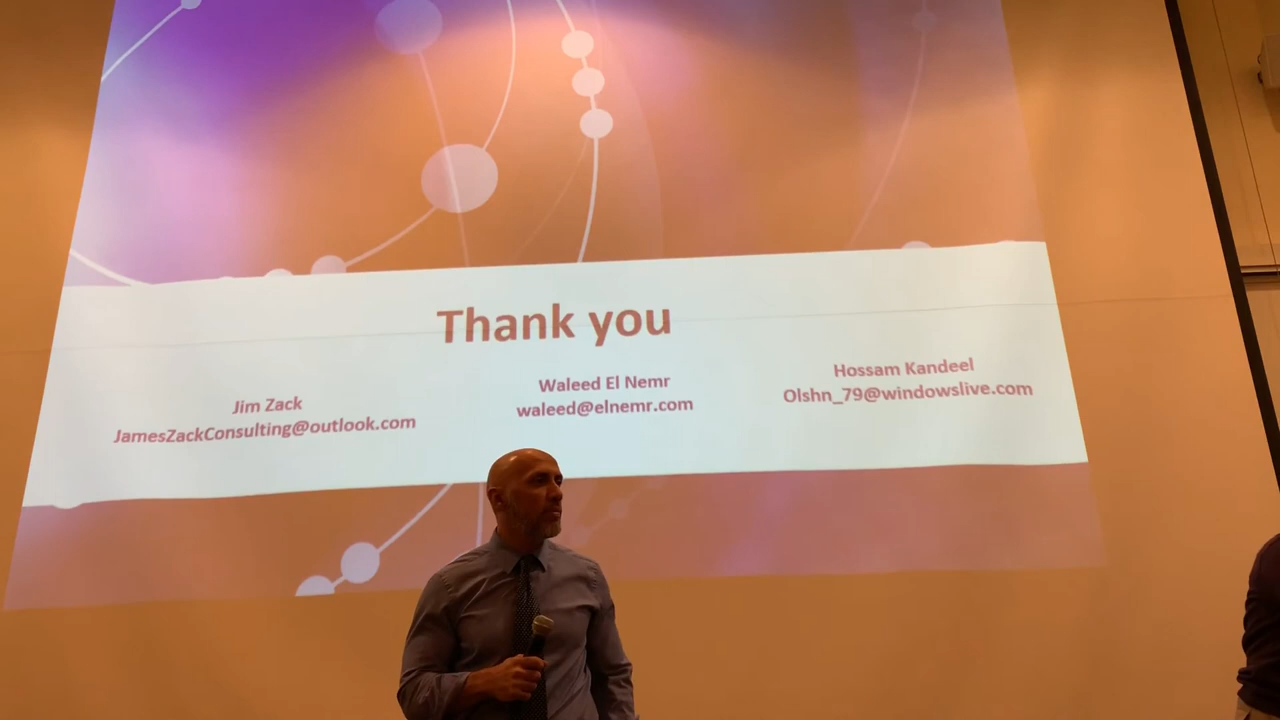 Thank you
Jim Zack
JamesZackConsulting@outlook.com
Waleed El Nemr
waleed@elnemr.com
Hossam Kandeel
Olshn_79@windowslive.com